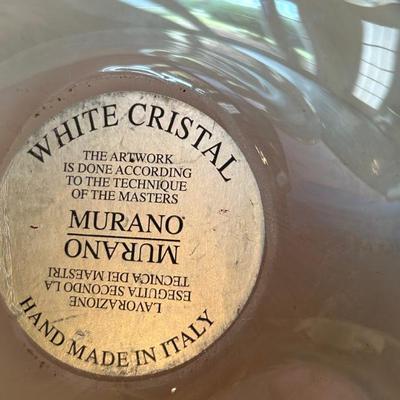 WHITE CRISTAL
THE ARTWORK
IS DONE ACCORDING
TO THE TECHNIQUE
OF THE MASTERS
MURANO
MURANO
LAVORAZIONE
ESEGUITA SECONDO LA
TECNICA DEI MAESTRI
HAND MADE IN ITALY